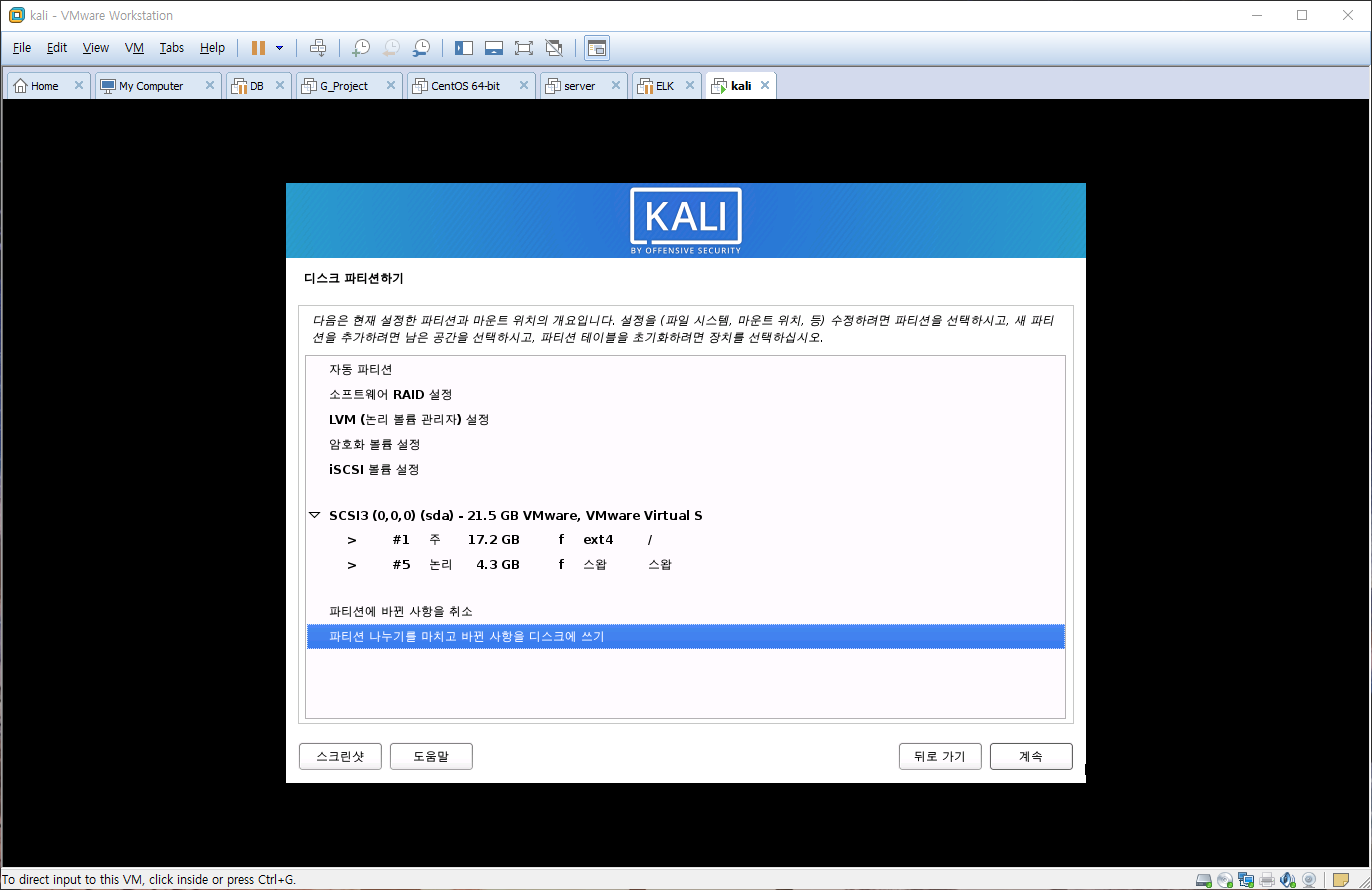 kali - VMware Workstation
File Edit View VM Tabs Help
Home My Computer DB G_Project CentOS 64-bit server ELK kali
KALI
BY OFFENSIVE SECURITY
디스크 파티션하기
다음은 현재 설정한 파티션과 마운트 위치의 개요입니다. 설정을 (파일 시스템, 마운트 위치, 등) 수정하려면 파티션을 선택하시고, 새 파티
션을 추가하려면 남은 공간을 선택하시고, 파티션 테이블을 초기화하려면 장치를 선택하십시오.
자동 파티션
소프트웨어 RAID 설정
LVM (논리 볼륨 관리자) 설정
암호화 볼륨 설정
iSCSI 볼륨 설정
SCSI3 (0,0,0) (sda) - 21.5 GB VMware, VMware Virtual S
> #1 주 17.2 GB f ext4 /
> #5 논리 4.3 GB f 스왑 스왑
파티션에 바뀐 사항을 취소
파티션 나누기를 마치고 바뀐 사항을 디스크에 쓰기
스크린샷 도움말 뒤로 가기 계속
To direct input to this VM, click inside or press Ctrl+G.